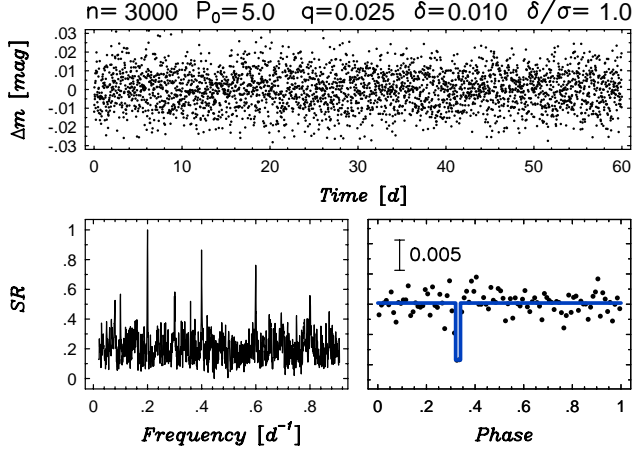 n= 3000 P₀=5.0 q=0.025 δ=0.010 δ/σ= 1.0
Δm [mag]
.03
.02
.01
0
-.01
-.02
-.03
0 10 20 30 40 50 60
Time [d]
SR
1
.8
.6
.4
.2
0
0 .2 .4 .6 .8
Frequency [d⁻¹]
0.005
0 .2 .4 .6 .8 1
Phase